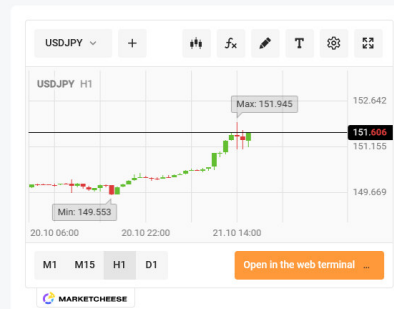 USDJPY
+
fx
T
USDJPY H1
Max: 151.945
152.642
151.606
151.155
149.669
Min: 149.553
20.10 06:00 20.10 22:00 21.10 14:00
M1 M15 H1 D1
Open in the web terminal ...
MARKETCHEESE